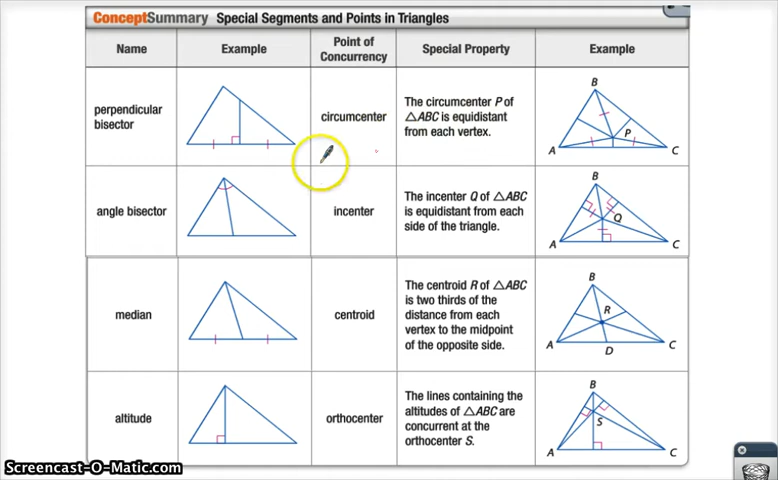 ConceptSummary Special Segments and Points in Triangles
Name Example Point of Concurrency Special Property Example
perpendicular
bisector
circumcenter
The circumcenter P of
△ABC is equidistant
from each vertex.
B
P
A C
angle bisector
incenter
The incenter Q of △ABC
is equidistant from each
side of the triangle.
B
Q
A C
median
centroid
The centroid R of △ABC
is two thirds of the
distance from each
vertex to the midpoint
of the opposite side.
B
R
A D C
altitude
orthocenter
The lines containing the
altitudes of △ABC are
concurrent at the
orthocenter S.
B
S
A C
Screencast-O-Matic.com